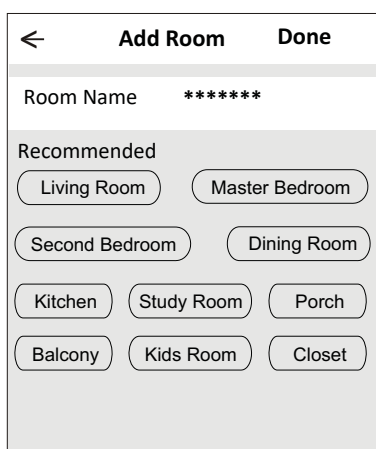 ← Add Room Done
Room Name *******
Recommended
Living Room Master Bedroom
Second Bedroom Dining Room
Kitchen Study Room Porch
Balcony Kids Room Closet